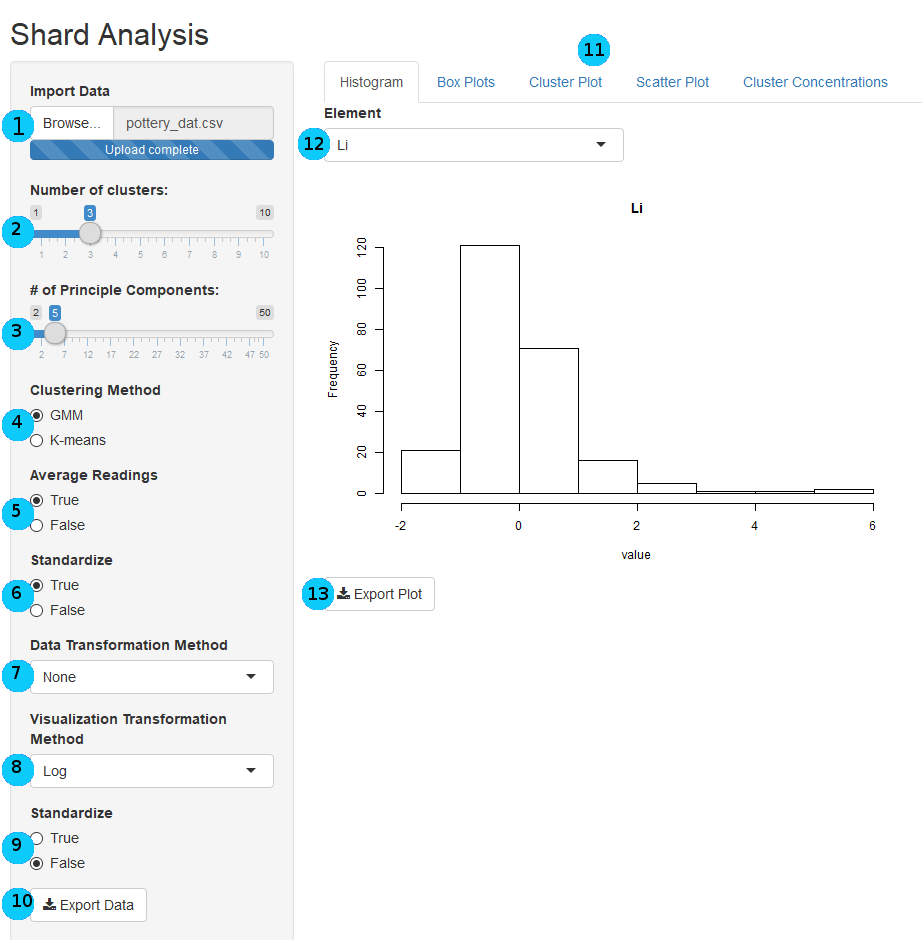 Shard Analysis
Import Data
1 Browse... pottery_dat.csv
Upload complete
Number of clusters:
1 3 10
2
1 2 3 4 5 6 7 8 9 10
# of Principle Components:
2 5 50
3
2 7 12 17 22 27 32 37 42 47 50
Clustering Method
4 GMM
K-means
Average Readings
5 True
False
Standardize
6 True
False
Data Transformation Method
7 None
Visualization Transformation
Method
8 Log
Standardize
9 True
False
10 Export Data
11
Histogram Box Plots Cluster Plot Scatter Plot Cluster Concentrations
Element
12 Li
Li
Frequency
120
100
80
60
40
20
0
-2 0 2 4 6
value
13 Export Plot